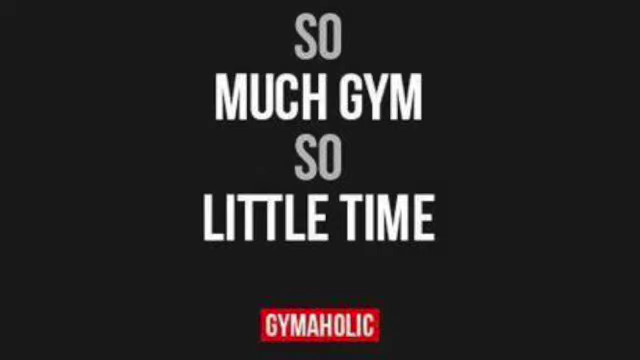 SO
MUCH GYM
SO
LITTLE TIME
GYMAHOLIC